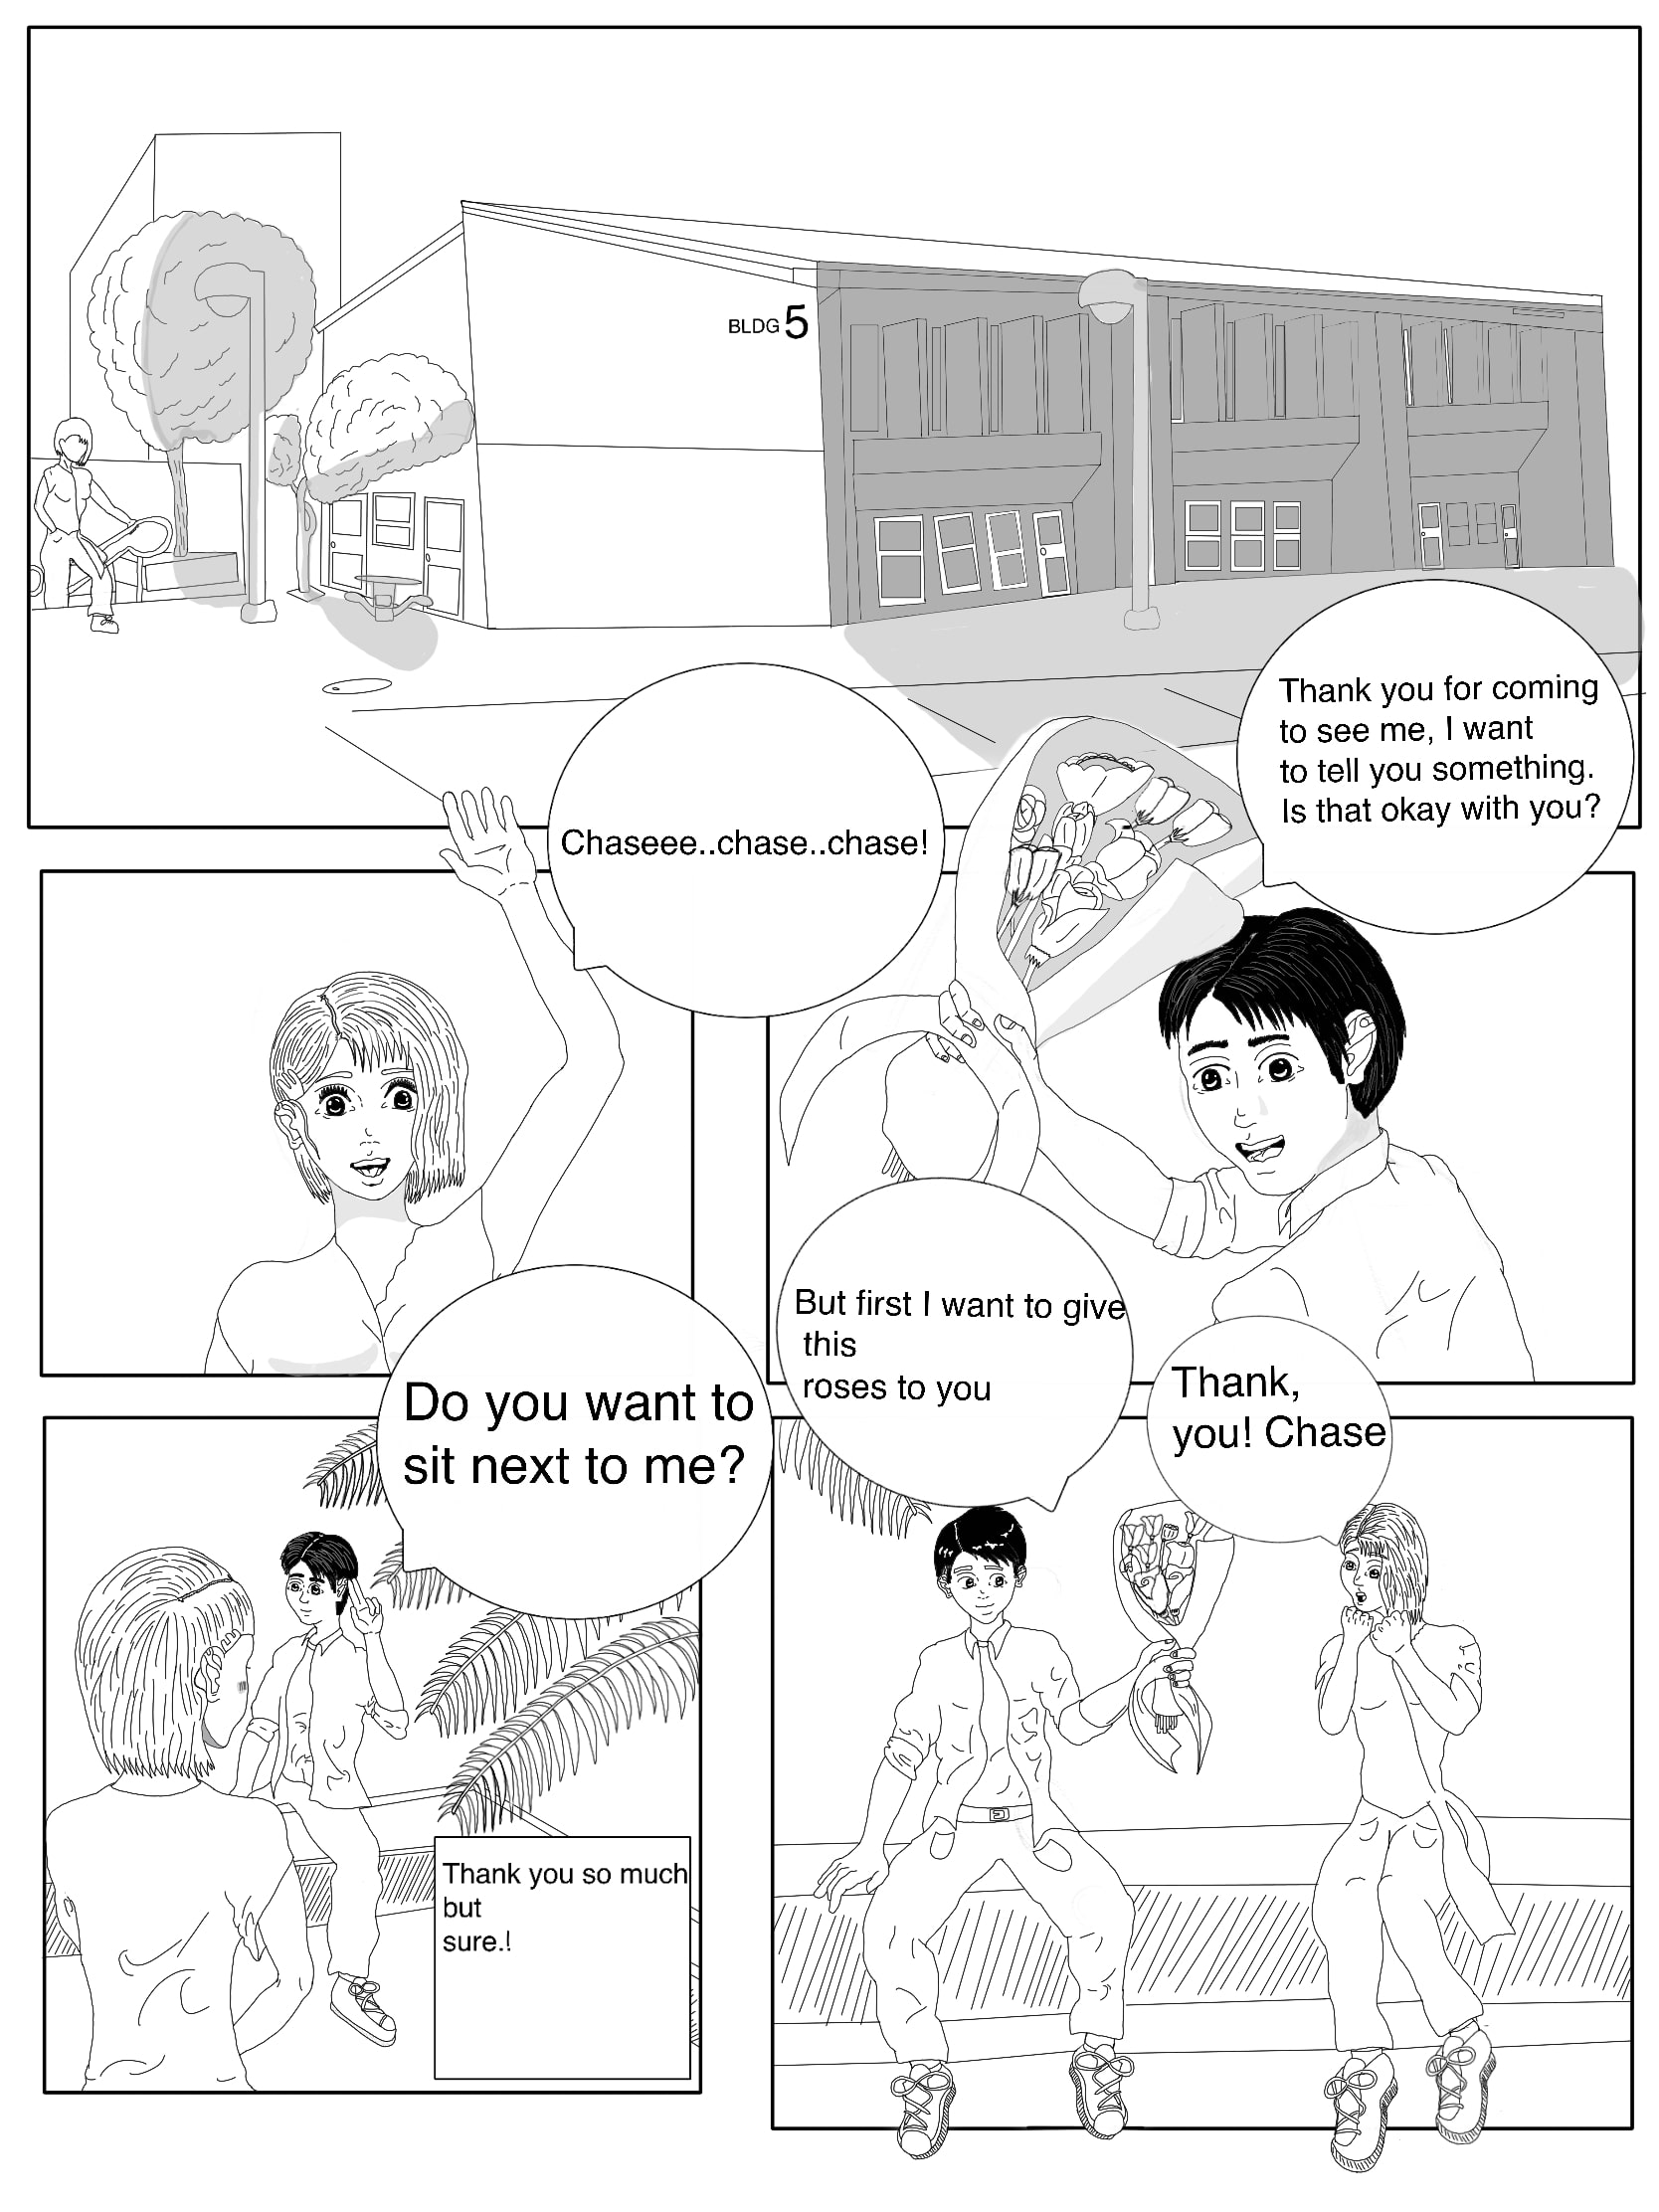 BLDG 5
Chaseee..chase..chase!
Thank you for coming
to see me, I want
to tell you something.
Is that okay with you?
Do you want to
sit next to me?
Thank you so much
but
sure.!
But first I want to give
this
roses to you
Thank,
you! Chase